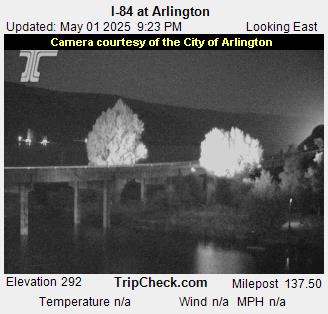 I-84 at Arlington
Updated: May 01 2025 9:23 PM Looking East
Camera courtesy of the City of Arlington
Elevation 292 TripCheck.com Milepost 137.50
Temperature n/a Wind n/a MPH n/a